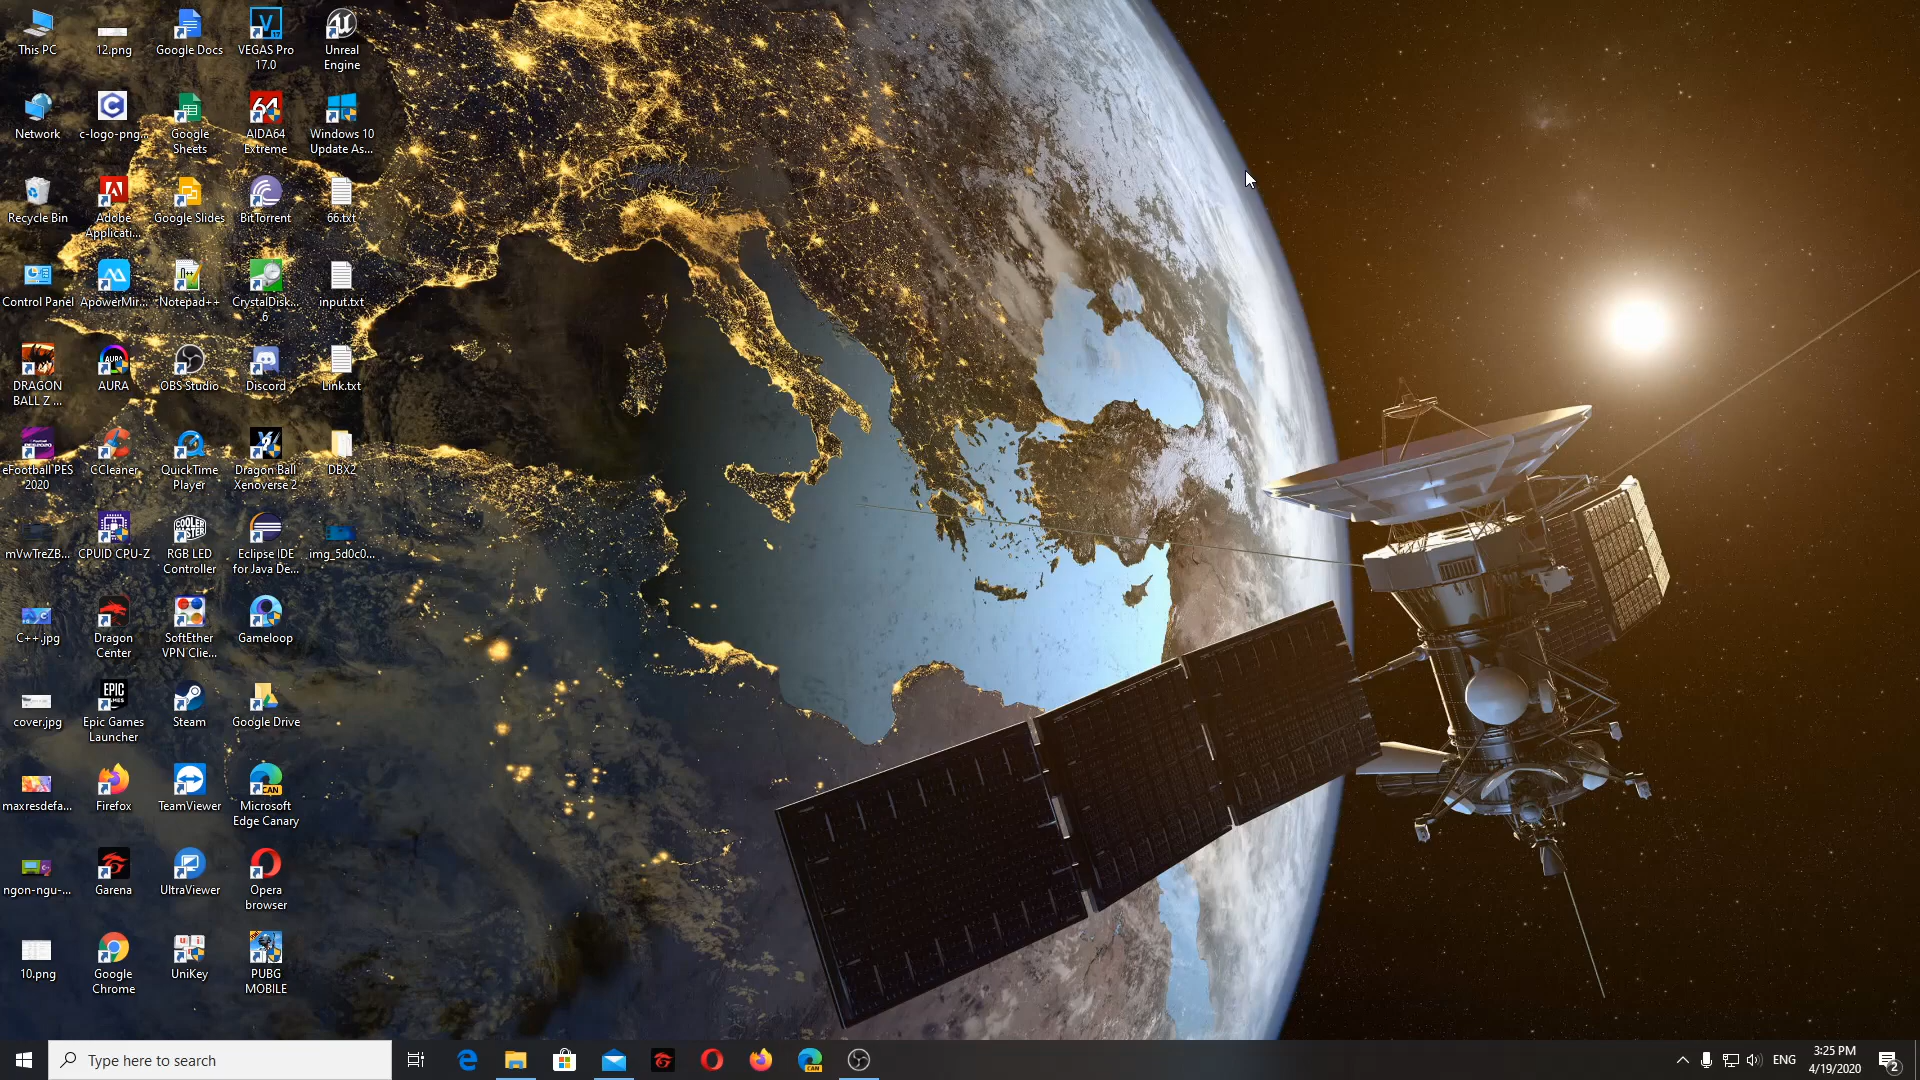 This PC
12.png
Google Docs
VEGAS Pro
17.0
Unreal
Engine
Network
c-logo-png...
Google
Sheets
AIDA64
Extreme
Windows 10
Update As...
Recycle Bin
Adobe
Applicati...
Google Slides
BitTorrent
66.txt
Control Panel
ApowerMir...
Notepad++
CrystalDisk...
6
input.txt
DRAGON
BALL Z ...
AURA
OBS Studio
Discord
Link.txt
eFootball PES
2020
CCleaner
QuickTime
Player
Dragon Ball
Xenoverse 2
DBX2
mVwTreZB...
CPUID CPU-Z
RGB LED
Controller
Eclipse IDE
for Java De...
img_5d0c0...
C++.jpg
Dragon
Center
SoftEther
VPN Clie...
Gameloop
cover.jpg
Epic Games
Launcher
Steam
Google Drive
maxresdefa...
Firefox
TeamViewer
Microsoft
Edge Canary
ngon-ngu-...
Garena
UltraViewer
Opera
browser
10.png
Google
Chrome
UniKey
PUBG
MOBILE
Type here to search
ENG
3:25 PM
4/19/2020
2